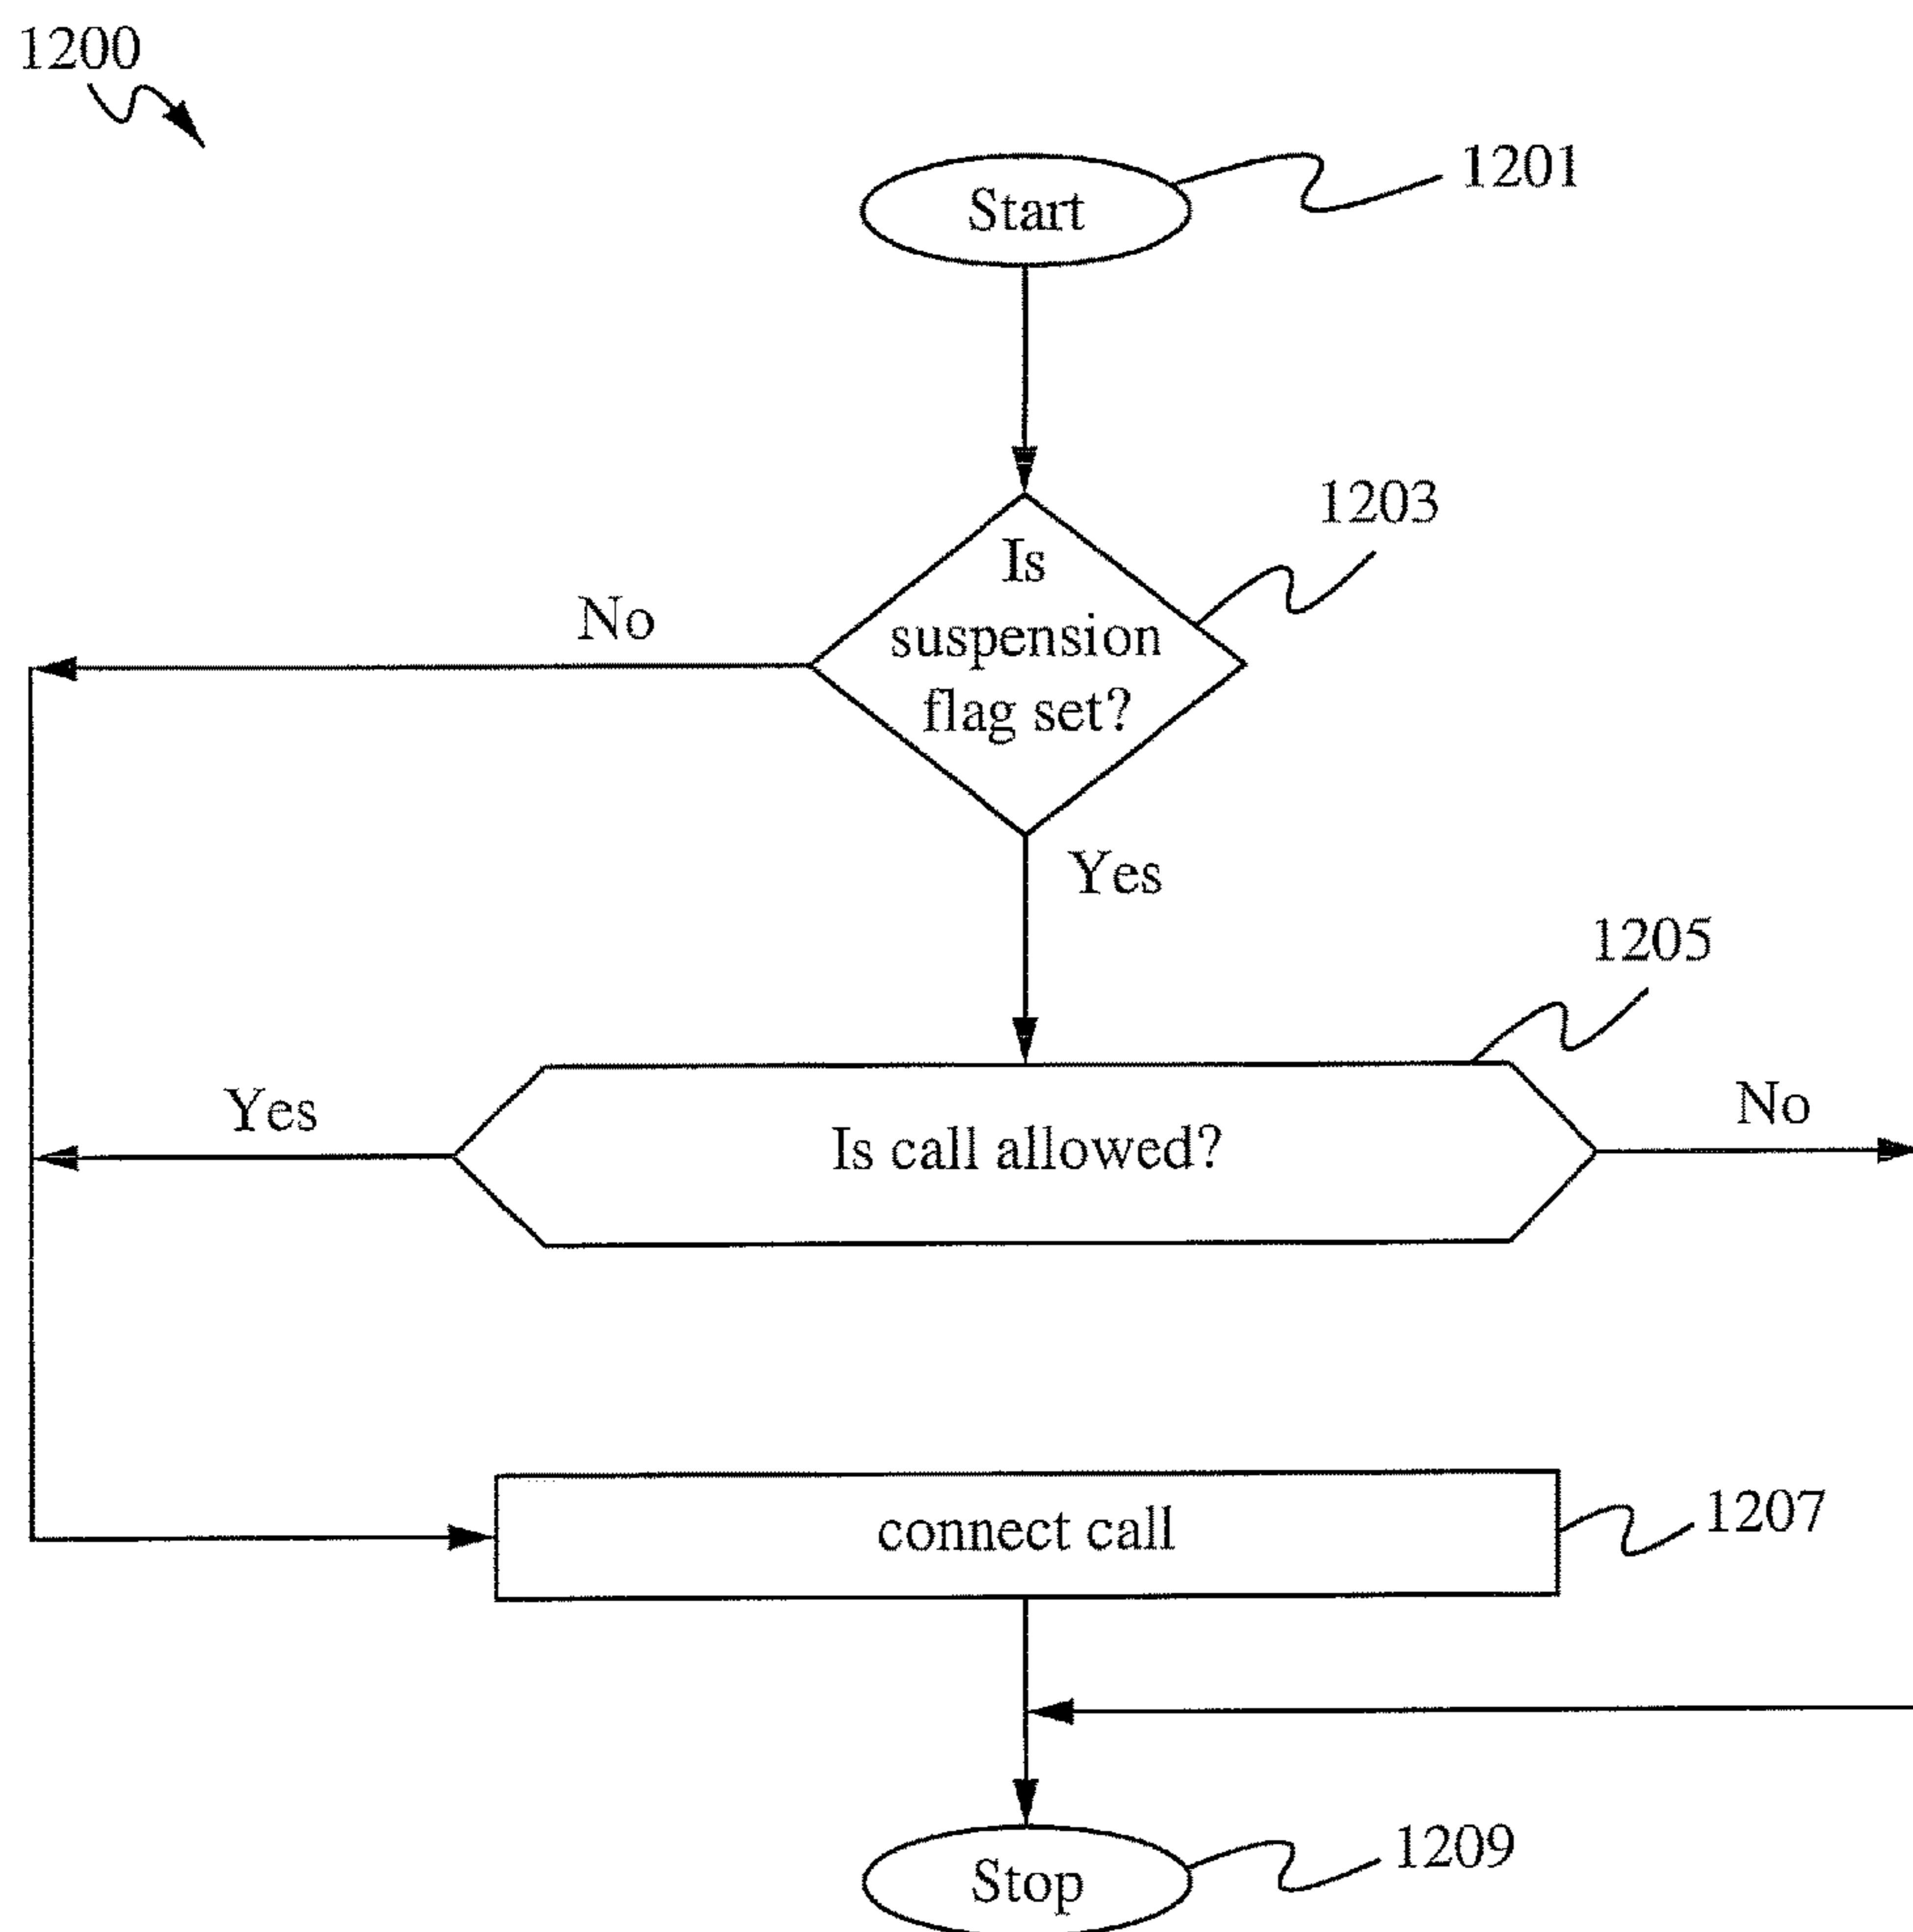 1200
1201
Start
1203
Is
suspension
flag set?
No
Yes
1205
Yes
Is call allowed?
No
connect call
1207
1209
Stop